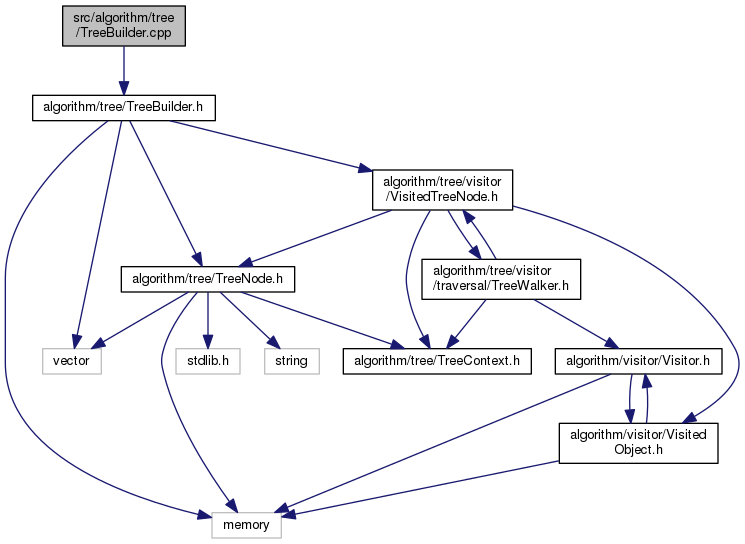 src/algorithm/tree
/TreeBuilder.cpp
algorithm/tree/TreeBuilder.h
algorithm/tree/visitor
/VisitedTreeNode.h
algorithm/tree/TreeNode.h
algorithm/tree/visitor
/traversal/TreeWalker.h
vector
stdlib.h
string
algorithm/tree/TreeContext.h
algorithm/visitor/Visitor.h
algorithm/visitor/Visited
Object.h
memory